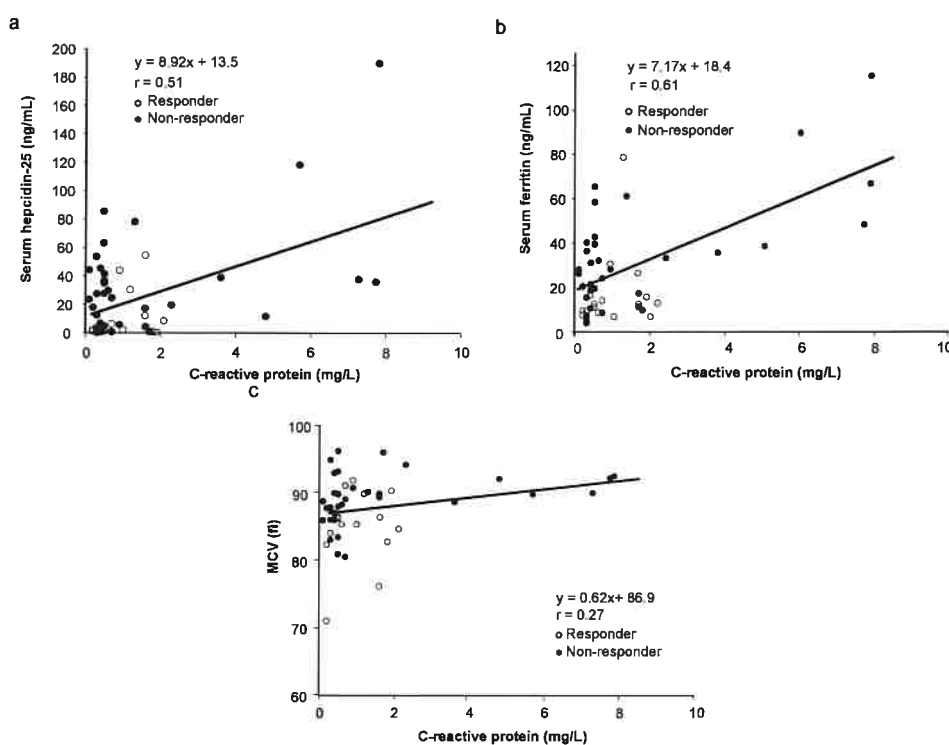 a
200
180
160
140
120
100
80
60
40
20
0
Serum hepcidin-25 (ng/mL)
y = 8.92x + 13.5
r = 0.51
Responder
Non-responder
0 2 4 6 8 10
C-reactive protein (mg/L)
b
120
100
80
60
40
20
0
Serum ferritin (ng/mL)
y = 7.17x + 18.4
r = 0.61
Responder
Non-responder
0 2 4 6 8 10
C-reactive protein (mg/L)
C
100
90
80
70
60
MCV (fl)
y = 0.62x+ 86.9
r = 0.27
Responder
Non-responder
0 2 4 6 8 10
C-reactive protein (mg/L)